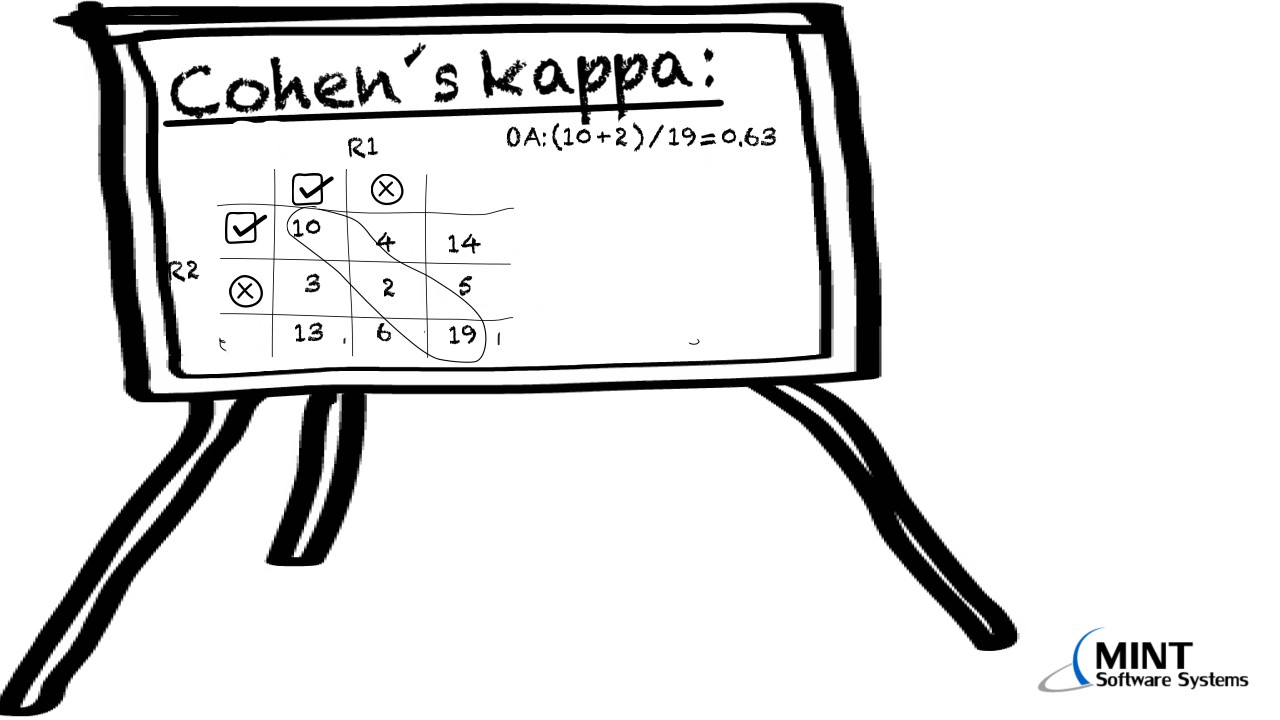 Cohen´s kappa:
OA:(10+2)/19=0.63
R1
10 4 14
R2
3 2 5
13 6 19
MINT
Software Systems